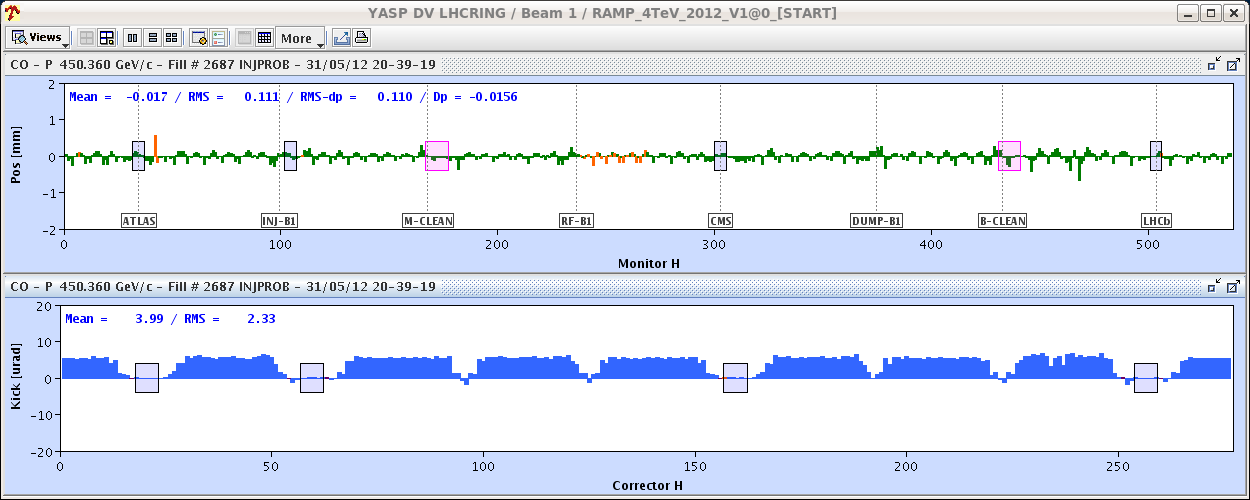 YASP DV LHCRING / Beam 1 / RAMP_4TeV_2012_V1@0_[START]
Views More
CO - P 450.360 GeV/c - Fill # 2687 INJPROB - 31/05/12 20-39-19
Mean = -0.017 / RMS = 0.111 / RMS-dp = 0.110 / Dp = -0.0156
Pos [mm]
2
1
0
-1
-2
ATLAS INJ-B1 M-CLEAN RF-B1 CMS DUMP-B1 B-CLEAN LHCb
0 100 200 300 400 500
Monitor H
CO - P 450.360 GeV/c - Fill # 2687 INJPROB - 31/05/12 20-39-19
Mean = 3.99 / RMS = 2.33
Kick [urad]
20
10
0
-10
-20
0 50 100 150 200 250
Corrector H